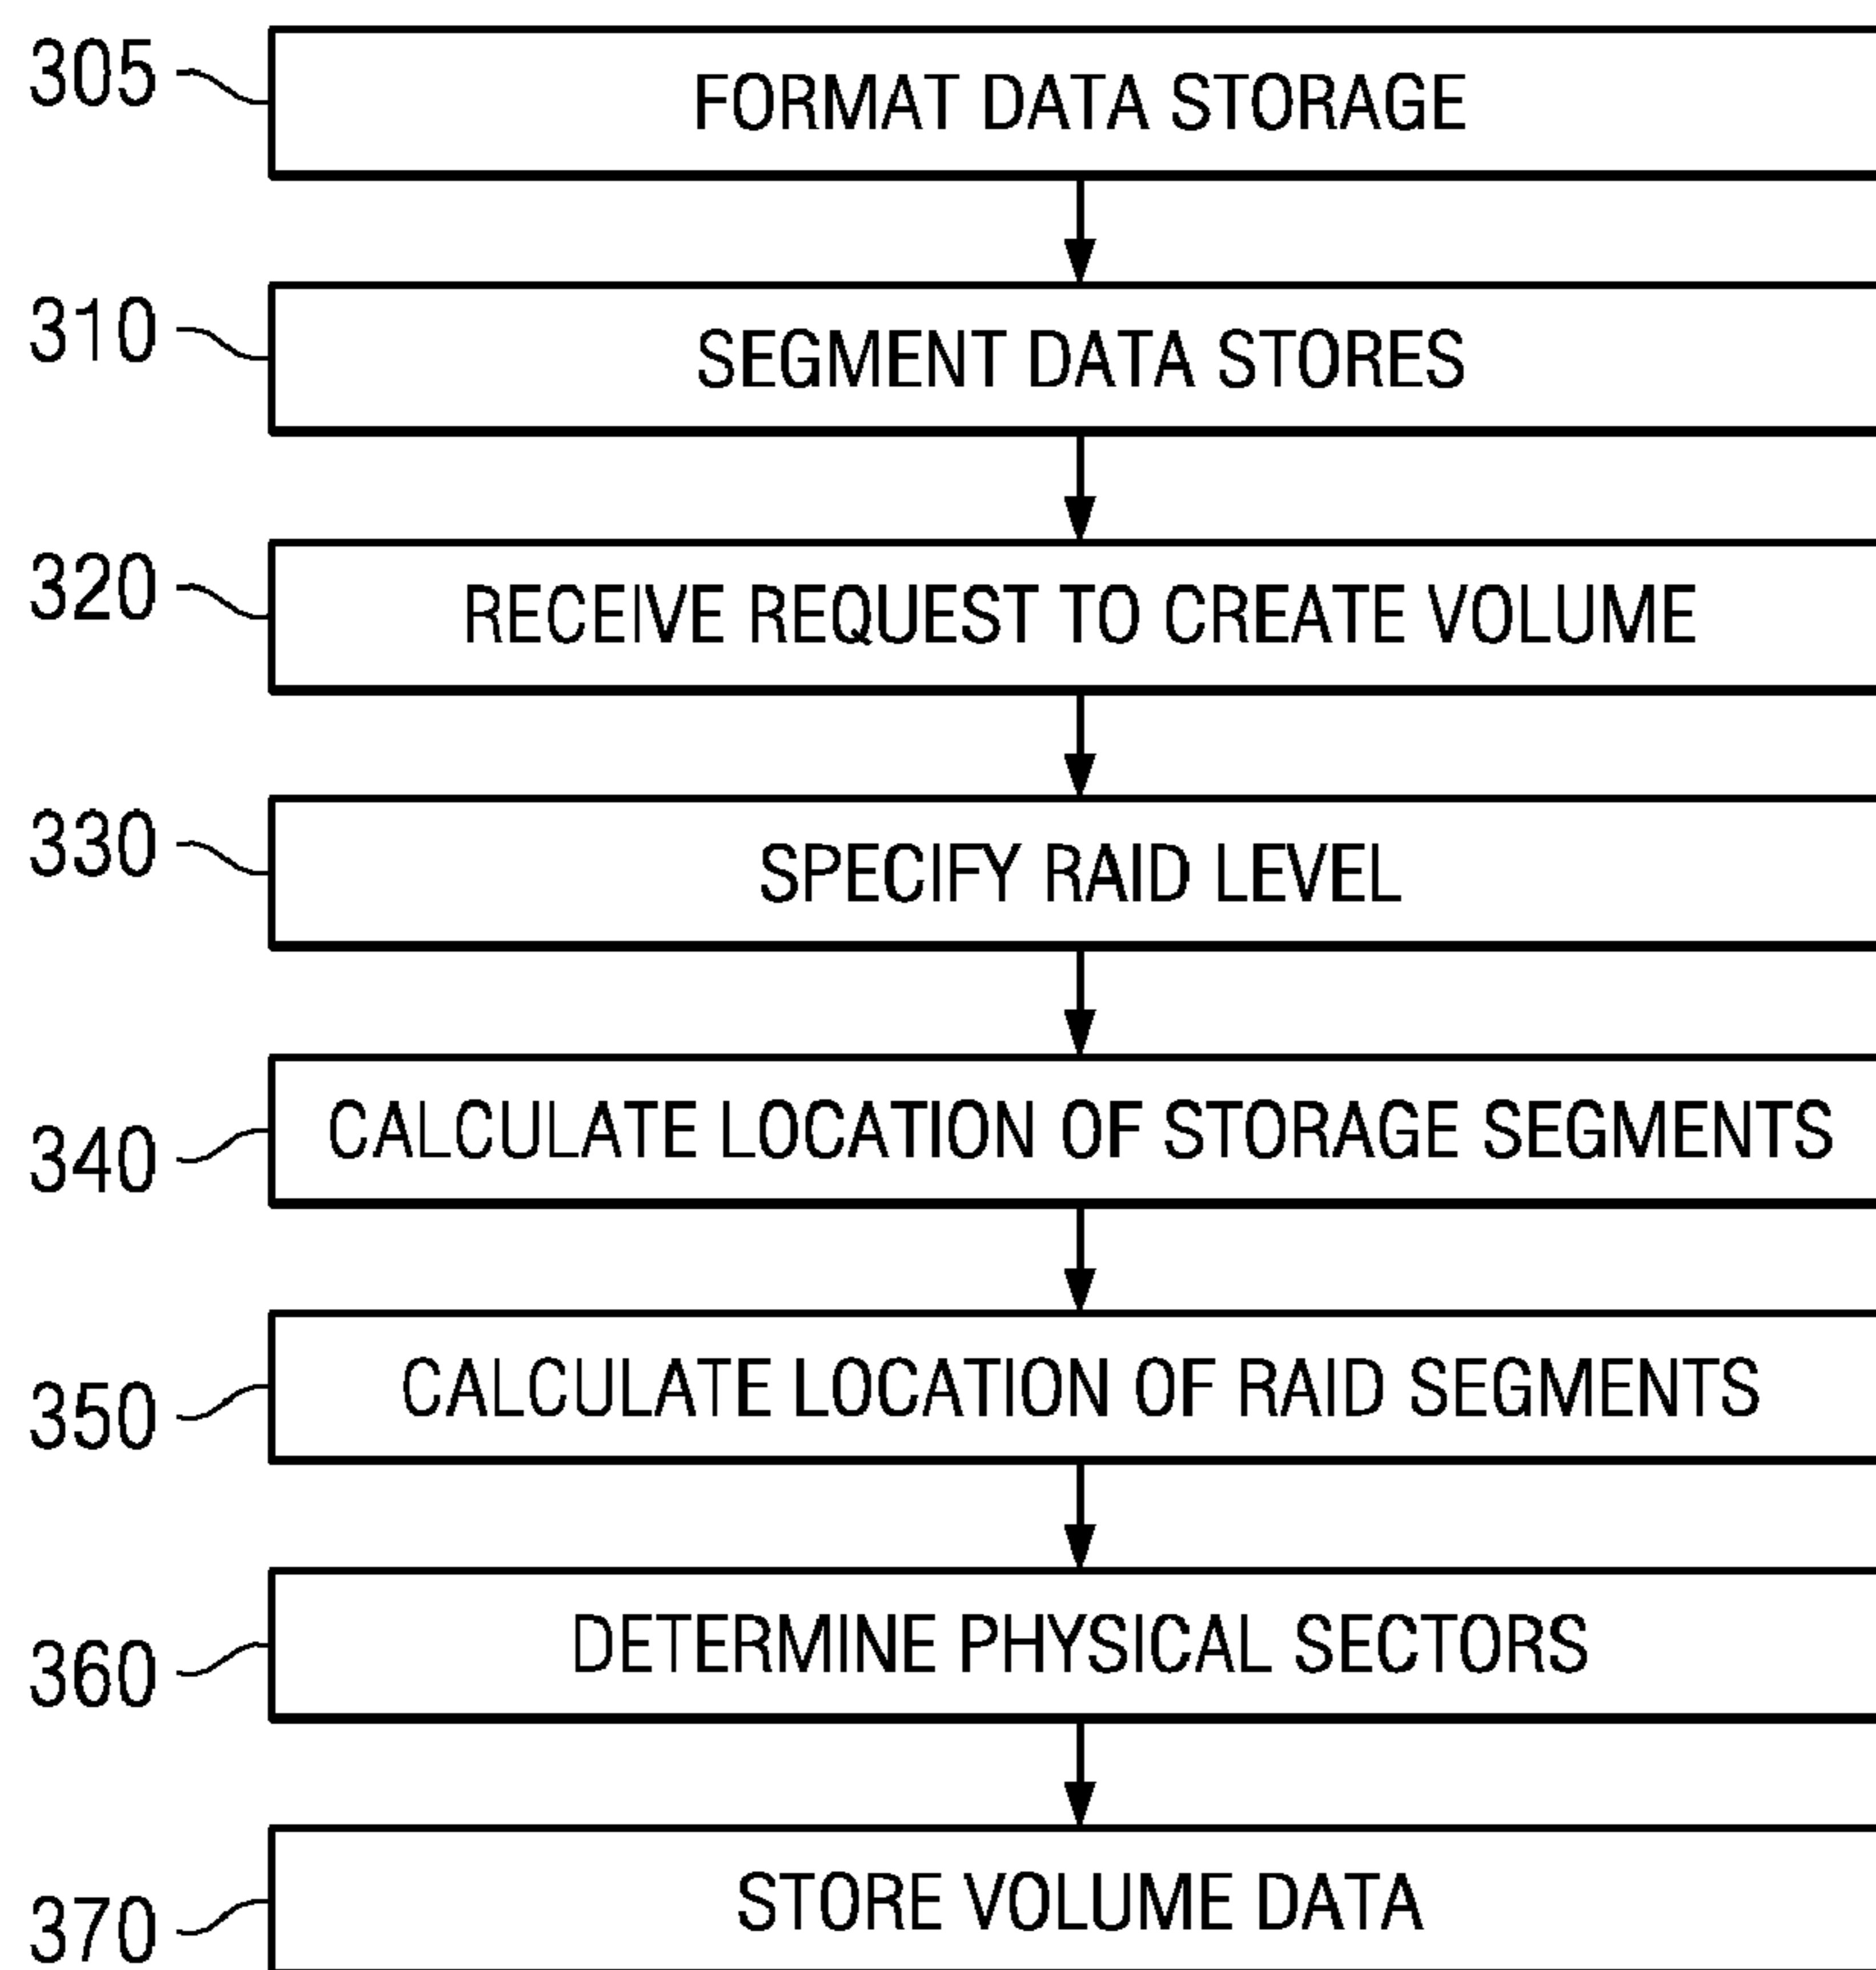 305 FORMAT DATA STORAGE
310 SEGMENT DATA STORES
320 RECEIVE REQUEST TO CREATE VOLUME
330 SPECIFY RAID LEVEL
340 CALCULATE LOCATION OF STORAGE SEGMENTS
350 CALCULATE LOCATION OF RAID SEGMENTS
360 DETERMINE PHYSICAL SECTORS
370 STORE VOLUME DATA